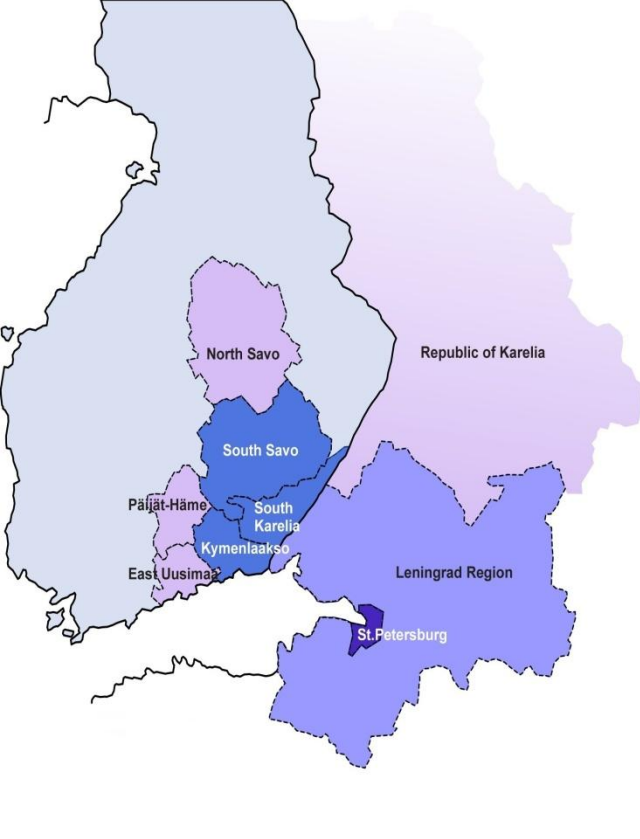 North Savo
Republic of Karelia
South Savo
Päijät-Häme
South
Karelia
Kymenlaakso
East Uusimaa
Leningrad Region
St.Petersburg